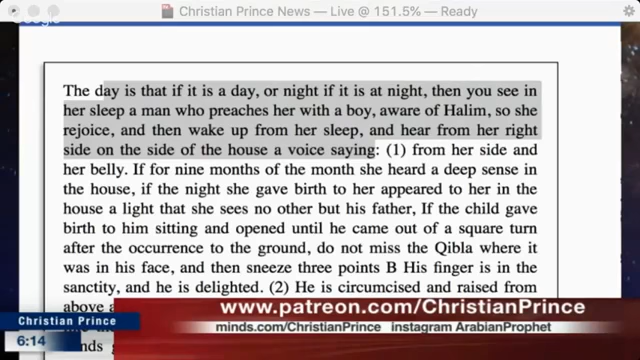 Christian Prince News — Live @ 151.5% — Ready
The day is that if it is a day, or night if it is at night, then you see in
her sleep a man who preaches her with a boy, aware of Halim, so she
rejoice, and then wake up from her sleep, and hear from her right
side on the side of the house a voice saying: (1) from her side and
her belly. If for nine months of the month she heard a deep sense in
the house, if the night she gave birth to her appeared to her in the
house a light that she sees no other but his father, If the child gave
birth to him sitting and opened until he came out of a square turn
after the occurrence to the ground, do not miss the Qibla where it
was in his face, and then sneeze three points B His finger is in the
sanctity, and he is delighted. (2) He is circumcised and raised from
above
www.patreon.com/ChristianPrince
Christian Prince
minds.com/ChristianPrince instagram ArabianProphet
6:14